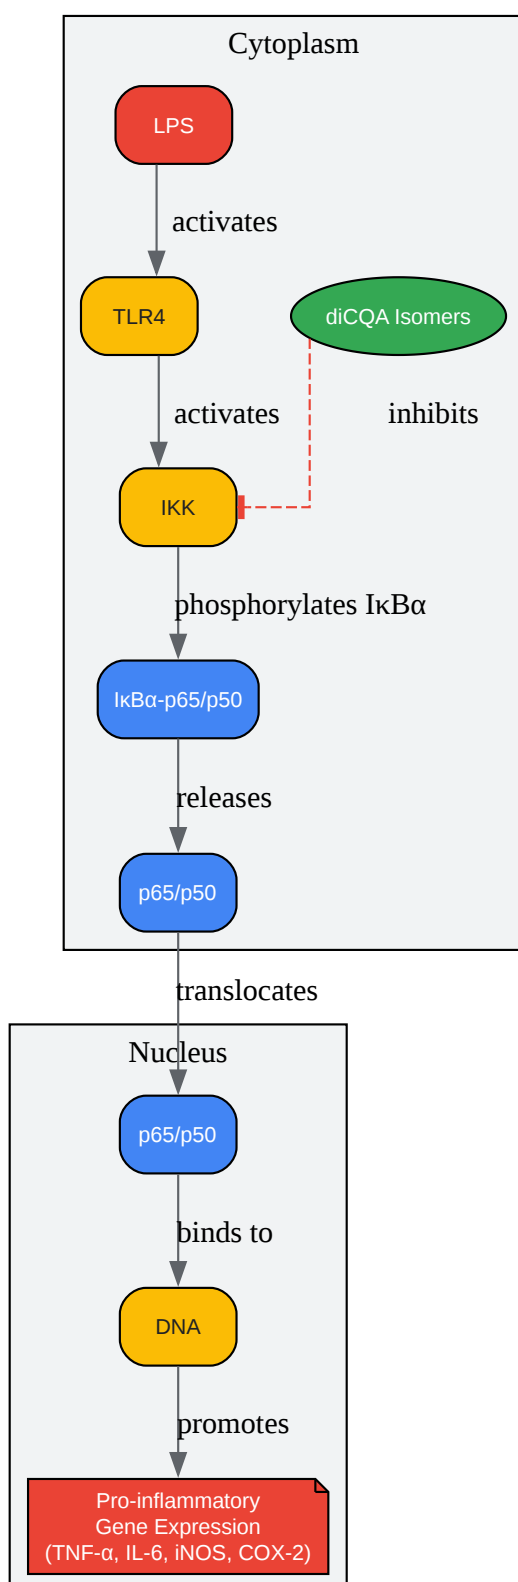 Cytoplasm
LPS
activates
TLR4
diCQA Isomers
activates
inhibits
IKK
phosphorylates IκBα
IκBα-p65/p50
releases
p65/p50
translocates
Nucleus
p65/p50
binds to
DNA
promotes
Pro-inflammatory
Gene Expression
(TNF-α, IL-6, iNOS, COX-2)